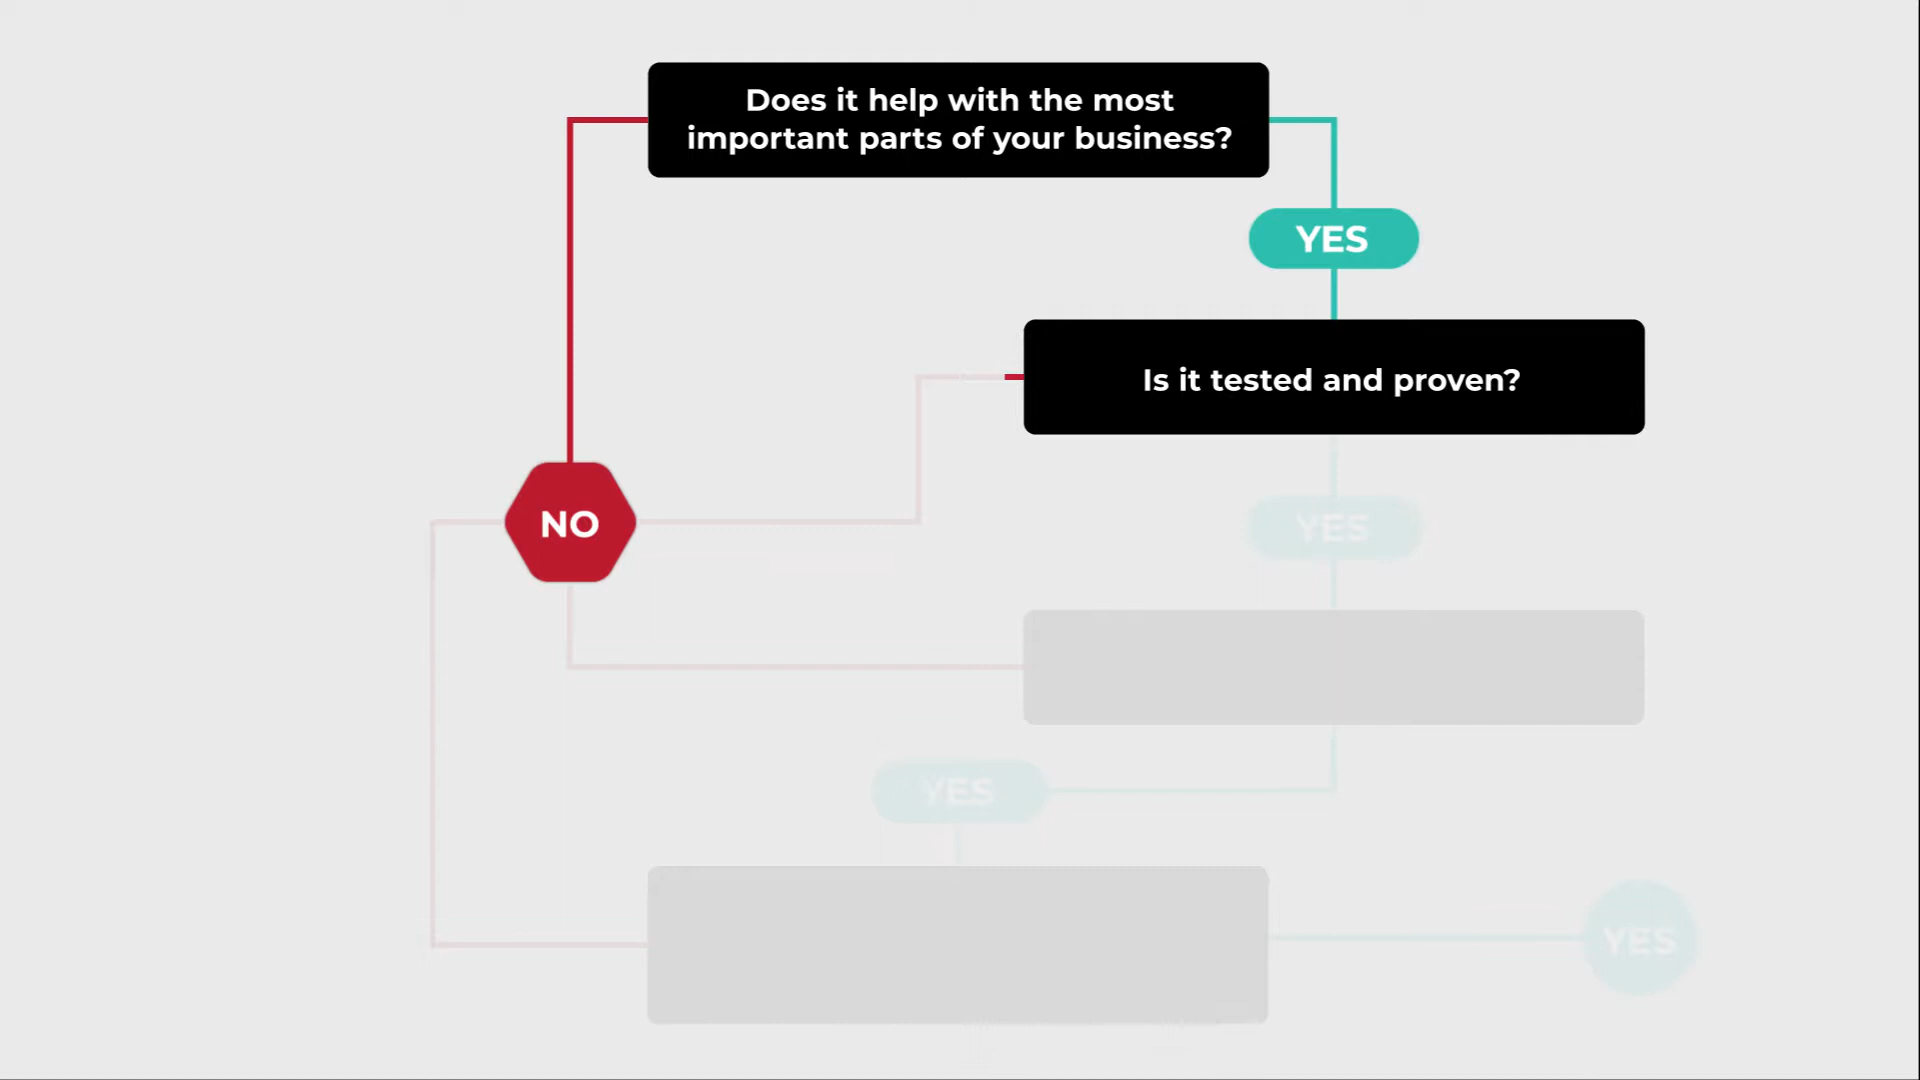 Does it help with the most
important parts of your business?
YES
Is it tested and proven?
NO
YES
YES
YES